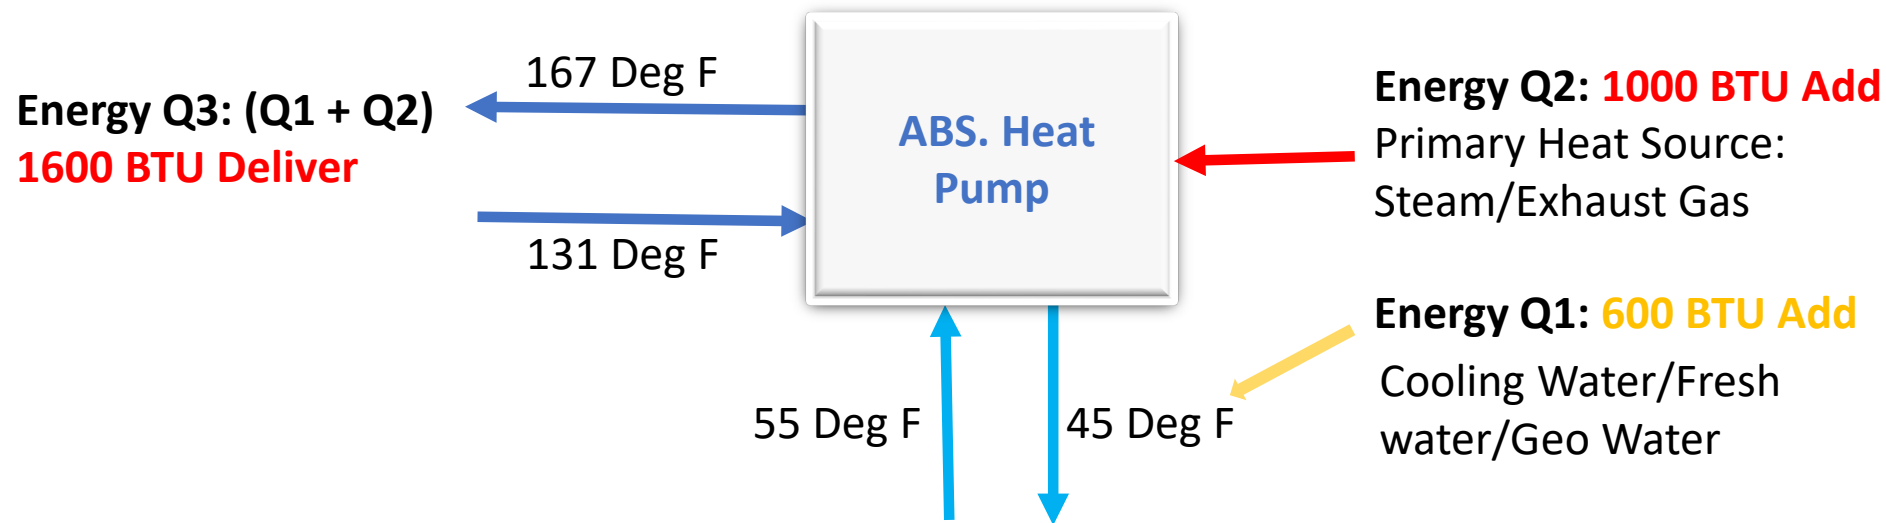 Energy Q3: (Q1 + Q2)
1600 BTU Deliver
167 Deg F
131 Deg F
ABS. Heat
Pump
Energy Q2: 1000 BTU Add
Primary Heat Source:
Steam/Exhaust Gas
Energy Q1: 600 BTU Add
Cooling Water/Fresh
water/Geo Water
55 Deg F
45 Deg F